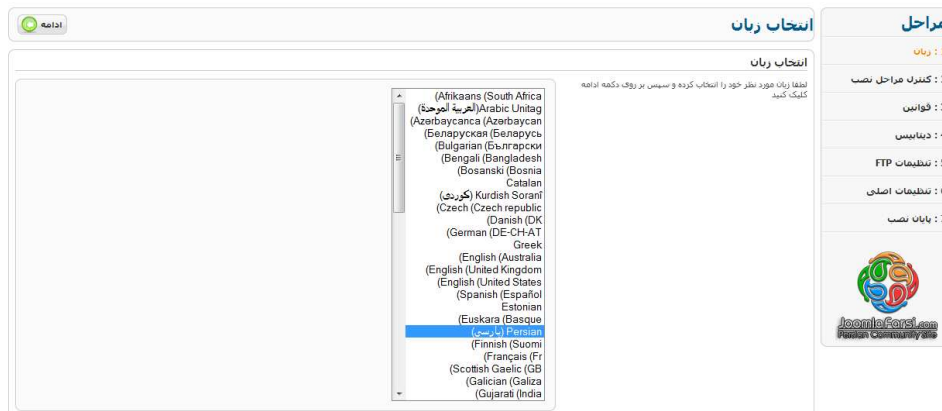 انتخاب زبان
ادامه
مراحل
1 : زبان
: کنترل مراحل نصب
: قوانین
: دیتابیس
: تنظیمات FTP
: تنظیمات اصلی
: پایان نصب
JoomlaFarsi.com
Persian Community Site
انتخاب زبان
لطفا زبان مورد نظر خود را انتخاب کرده و سپس بر روی دکمه ادامه
کلیک کنید
(Afrikaans (South Africa
(العربية الموحدة)Arabic Unitag
(Azərbaycanca (Azərbaycan
(Беларуская (Беларусь
(Bulgarian (Български
(Bengali (Bangladesh
(Bosanski (Bosnia
Catalan
(کوردی) Kurdish Soranî
(Czech (Czech republic
(Danish (DK
(German (DE-CH-AT
Greek
(English (Australia
(English (United Kingdom
(English (United States
(Spanish (Español
Estonian
(Euskara (Basque
(پارسی) Persian
(Finnish (Suomi
(Français (Fr
(Scottish Gaelic (GB
(Galician (Galiza
(Gujarati (India